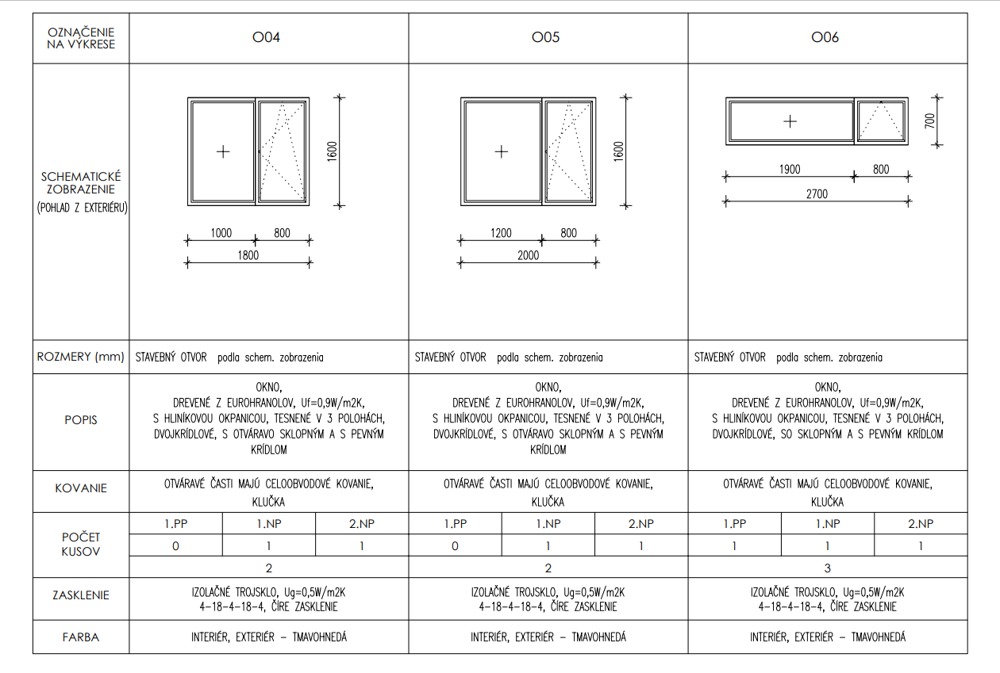 OZNAČENIE
NA VÝKRESE
O04
O05
O06
SCHEMATICKÉ
ZOBRAZENIE
(POHLAD Z EXTERIÉRU)
1600
1000
800
1800
1600
1200
800
2000
700
1900
800
2700
ROZMERY (mm)
STAVEBNÝ OTVOR podla schem. zobrazenia
STAVEBNÝ OTVOR podla schem. zobrazenia
STAVEBNÝ OTVOR podla schem. zobrazenia
POPIS
OKNO,
DREVENÉ Z EUROHRANOLOV, Uf=0,9W/m2K,
S HLINÍKOVOU OKPANICOU, TESNENÉ V 3 POLOHÁCH,
DVOJKRÍDLOVÉ, S OTVÁRAVO SKLOPNÝM A S PEVNÝM
KRÍDLOM
OKNO,
DREVENÉ Z EUROHRANOLOV, Uf=0,9W/m2K,
S HLINÍKOVOU OKPANICOU, TESNENÉ V 3 POLOHÁCH,
DVOJKRÍDLOVÉ, S OTVÁRAVO SKLOPNÝM A S PEVNÝM
KRÍDLOM
OKNO,
DREVENÉ Z EUROHRANOLOV, Uf=0,9W/m2K,
S HLINÍKOVOU OKPANICOU, TESNENÉ V 3 POLOHÁCH,
DVOJKRÍDLOVÉ, SO SKLOPNÝM A S PEVNÝM KRÍDLOM
KOVANIE
OTVÁRAVÉ ČASTI MAJÚ CELOOBVODOVÉ KOVANIE,
KLUČKA
OTVÁRAVÉ ČASTI MAJÚ CELOOBVODOVÉ KOVANIE,
KLUČKA
OTVÁRAVÉ ČASTI MAJÚ CELOOBVODOVÉ KOVANIE,
KLUČKA
POČET
KUSOV
1.PP 1.NP 2.NP
0 1 1
2
1.PP 1.NP 2.NP
0 1 1
2
1.PP 1.NP 2.NP
1 1 1
3
ZASKLENIE
IZOLAČNÉ TROJSKLO, Ug=0,5W/m2K
4-18-4-18-4, ČÍRE ZASKLENIE
IZOLAČNÉ TROJSKLO, Ug=0,5W/m2K
4-18-4-18-4, ČÍRE ZASKLENIE
IZOLAČNÉ TROJSKLO, Ug=0,5W/m2K
4-18-4-18-4, ČÍRE ZASKLENIE
FARBA
INTERIÉR, EXTERIÉR – TMAVOHNEDÁ
INTERIÉR, EXTERIÉR – TMAVOHNEDÁ
INTERIÉR, EXTERIÉR – TMAVOHNEDÁ